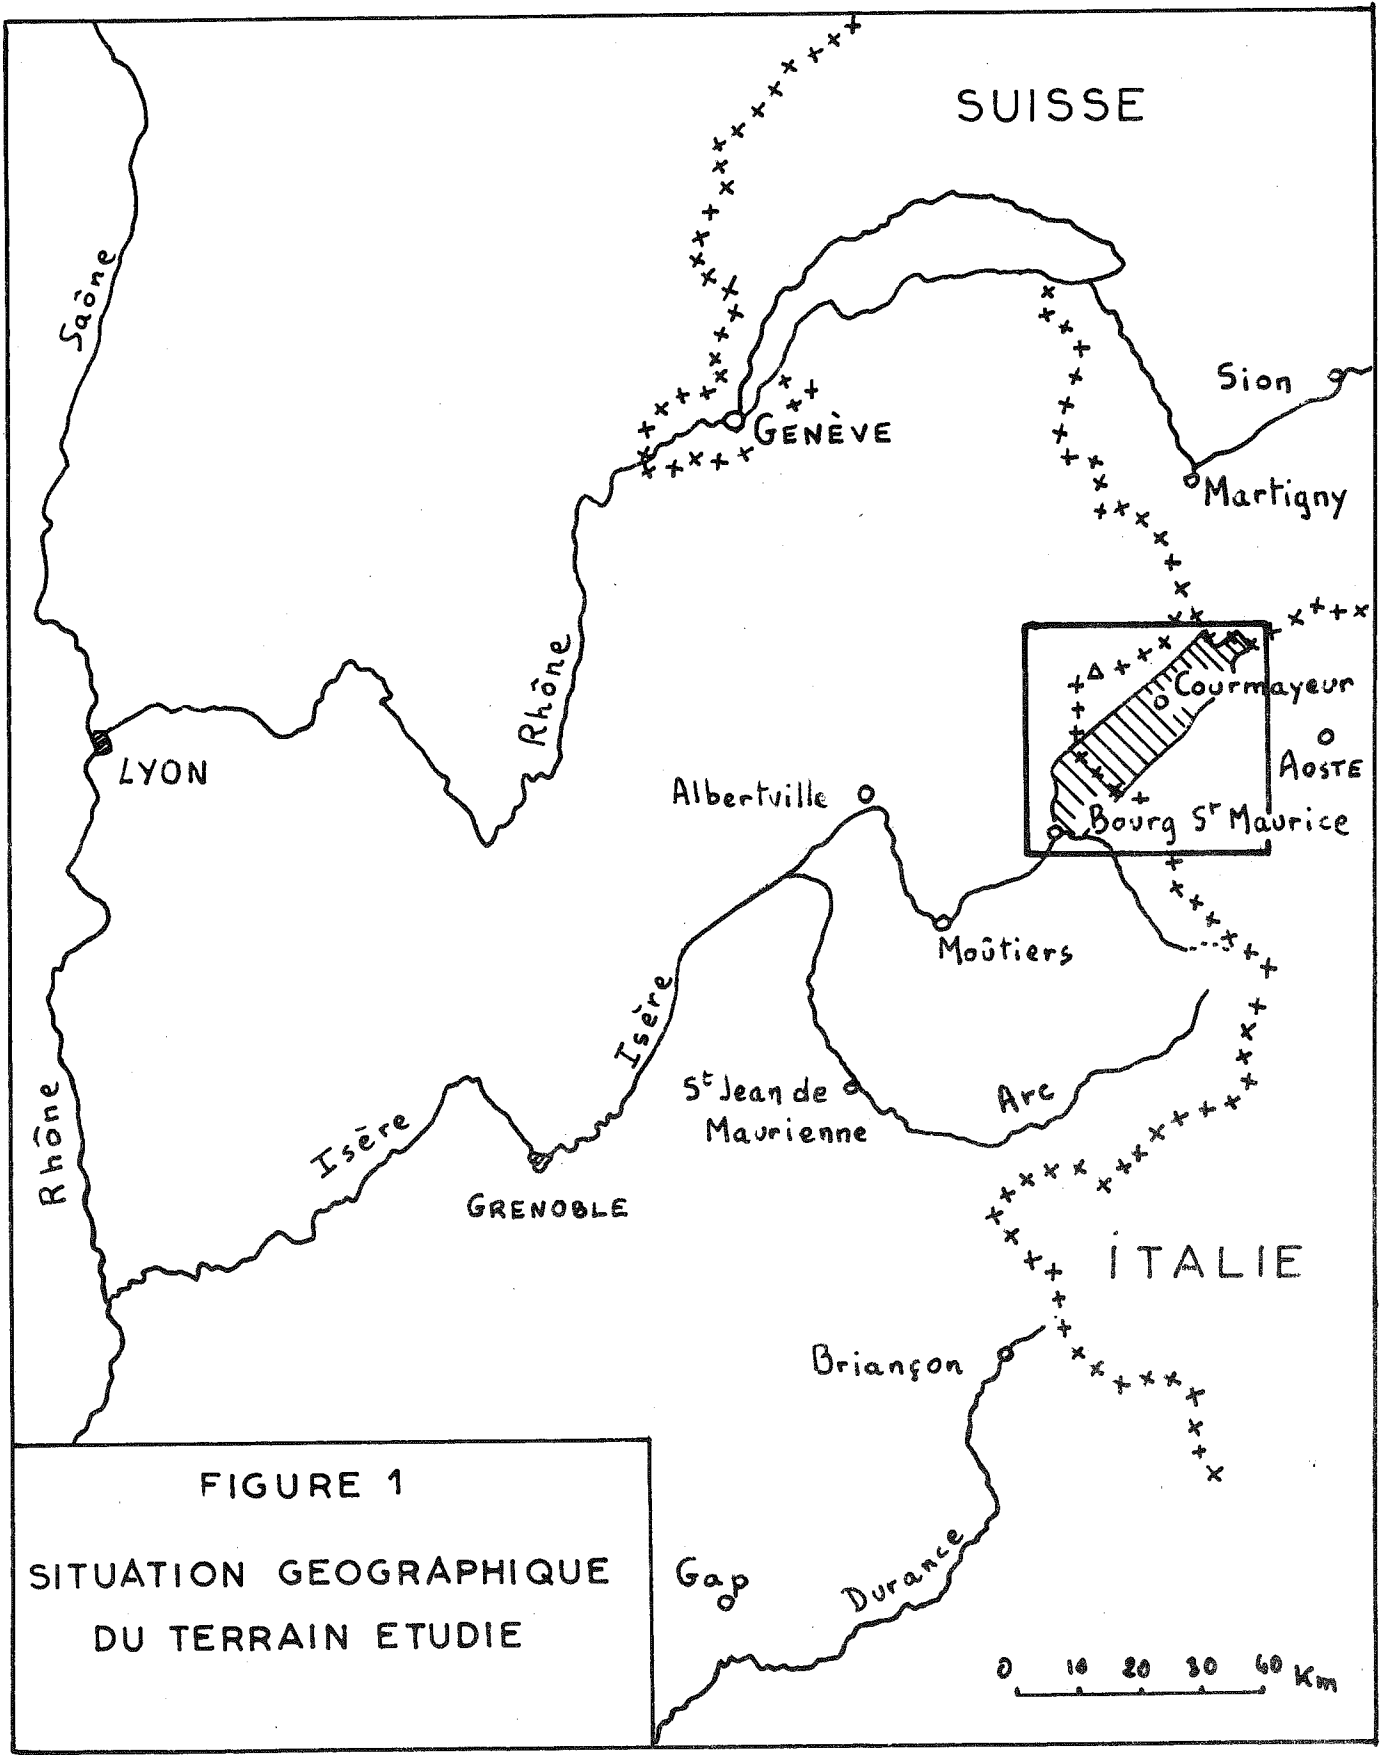 SUISSE
Saône
Sion
GENÈVE
Martigny
Rhône
Courmayeur
LYON
AOSTE
Albertville
Bourg St Maurice
Moûtiers
Isère
St Jean de
Maurienne
Arc
Rhône
Isère
GRENOBLE
ITALIE
Briançon
FIGURE 1
SITUATION GEOGRAPHIQUE
DU TERRAIN ETUDIE
Gap
Durance
0 10 20 30 40 Km